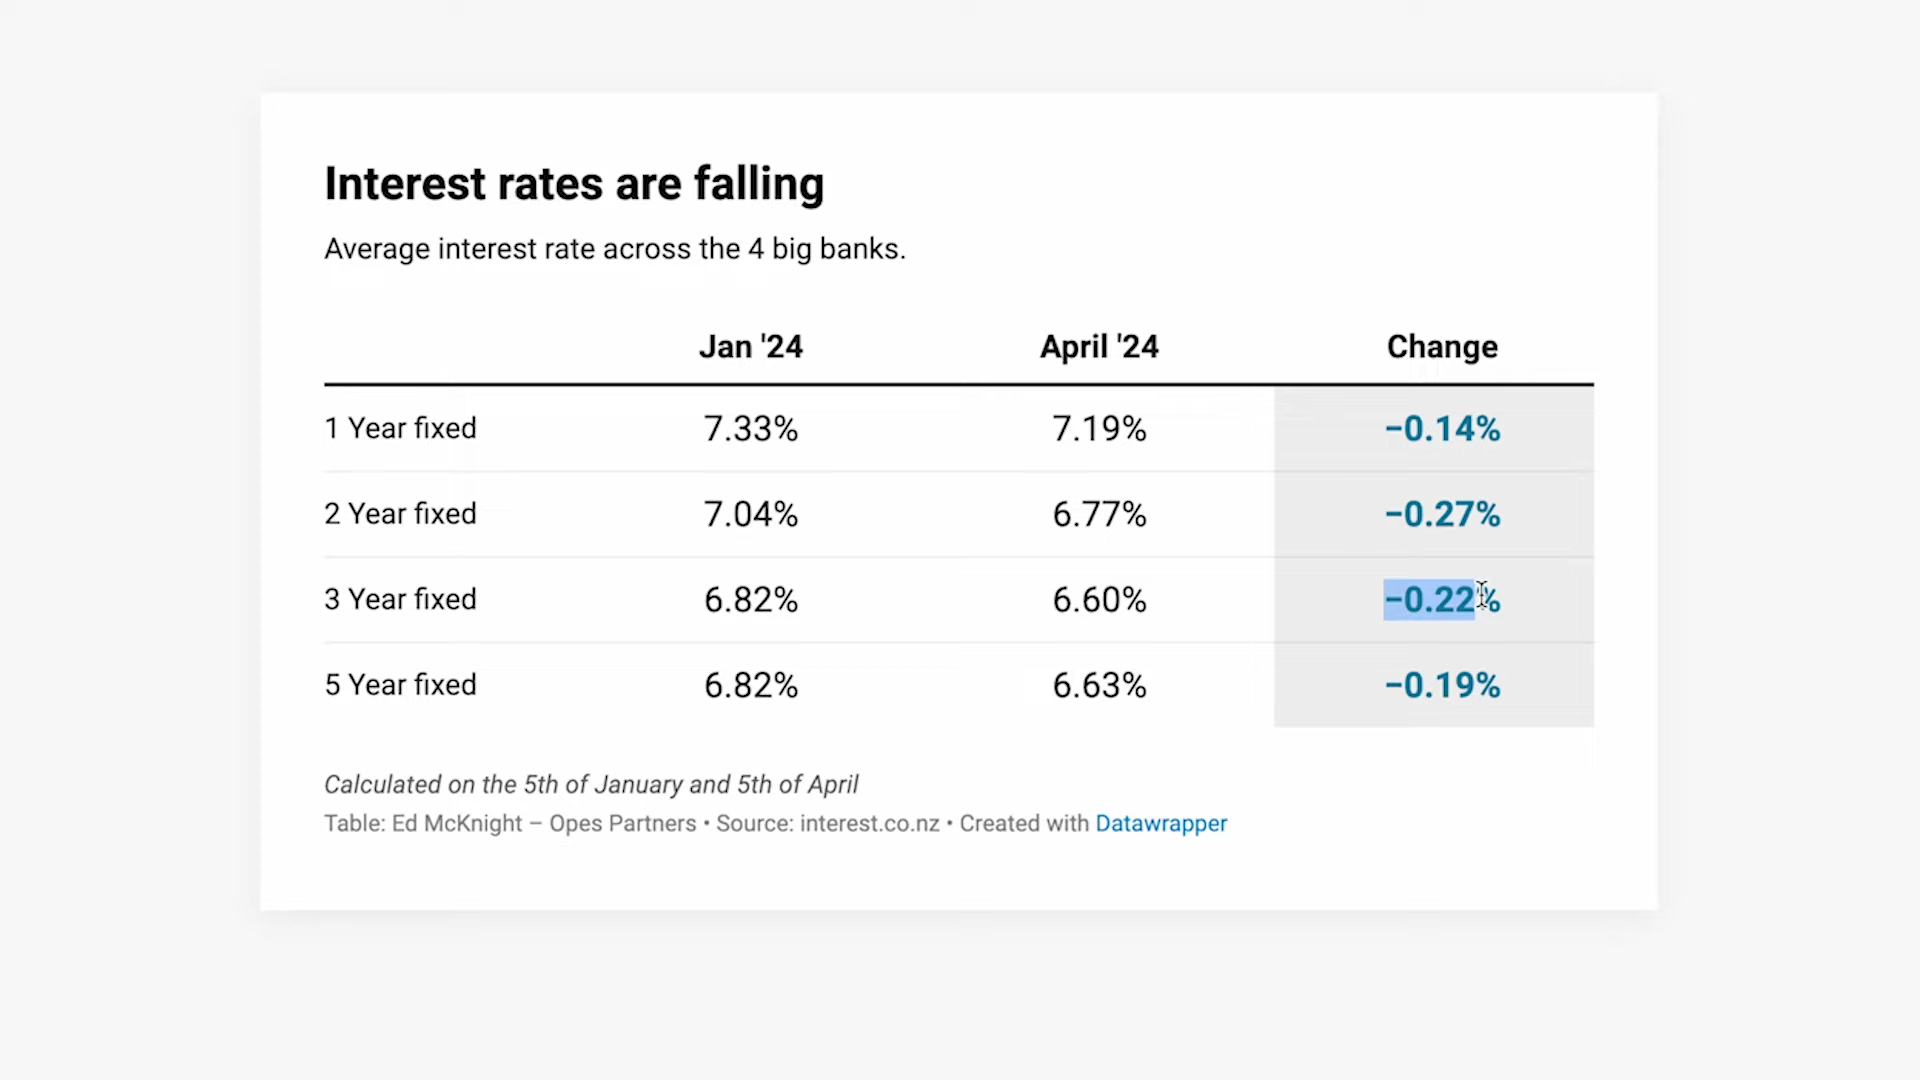 Interest rates are falling
Average interest rate across the 4 big banks.
Jan '24 April '24 Change
1 Year fixed 7.33% 7.19% −0.14%
2 Year fixed 7.04% 6.77% −0.27%
3 Year fixed 6.82% 6.60% −0.22%
5 Year fixed 6.82% 6.63% −0.19%
Calculated on the 5th of January and 5th of April
Table: Ed McKnight – Opes Partners • Source: interest.co.nz • Created with Datawrapper